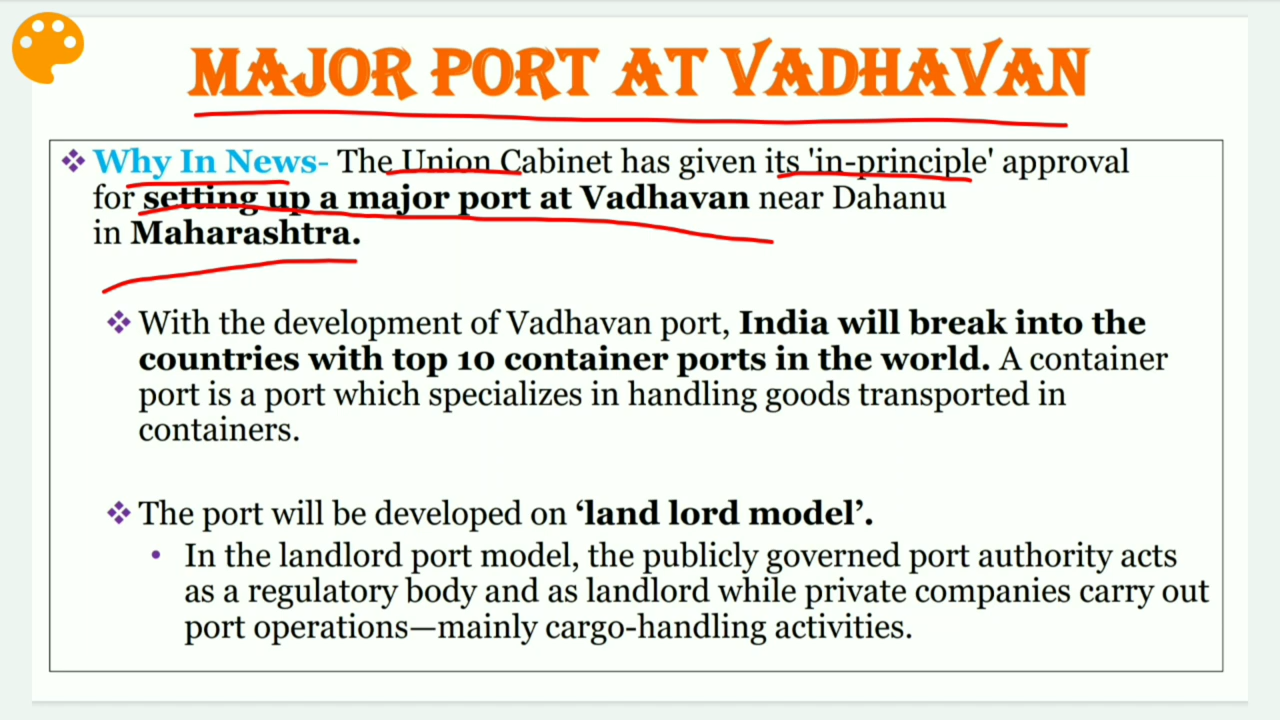 MAJOR PORT AT VADHAVAN
Why In News- The Union Cabinet has given its 'in-principle' approval
for setting up a major port at Vadhavan near Dahanu
in Maharashtra.
With the development of Vadhavan port, India will break into the
countries with top 10 container ports in the world. A container
port is a port which specializes in handling goods transported in
containers.
The port will be developed on ‘land lord model’.
In the landlord port model, the publicly governed port authority acts
as a regulatory body and as landlord while private companies carry out
port operations—mainly cargo-handling activities.